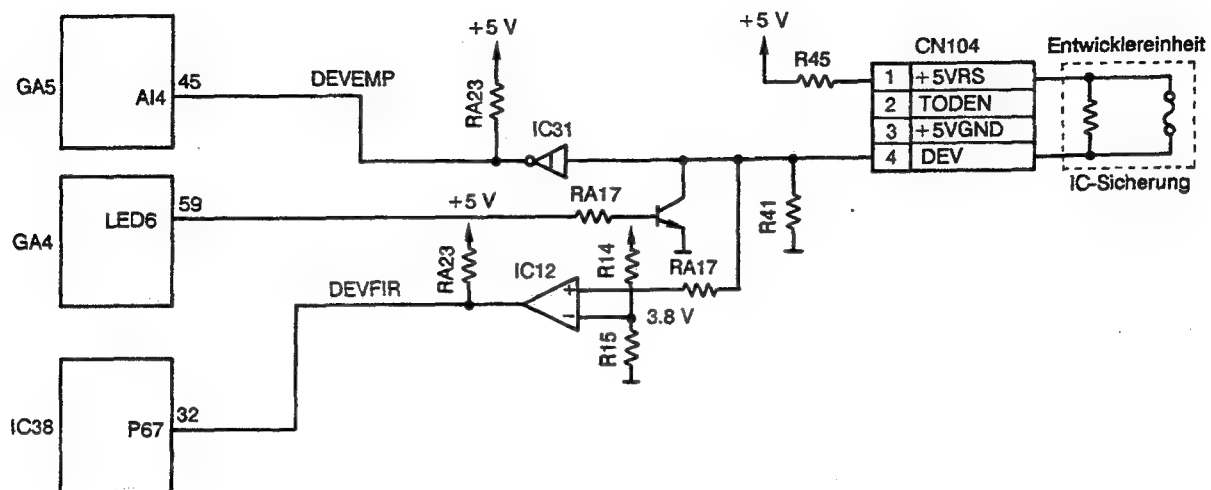 +5 V
+5 V
CN104
Entwicklereinheit
GA5
AI4
45
DEVEMP
RA23
IC31
R45
1 +5VRS
2 TODEN
3 +5VGND
4 DEV
IC-Sicherung
GA4
LED6
59
+5 V
RA17
R41
RA23
IC12
R14
RA17
DEVFIR
+
−
3.8 V
R15
IC38
P67
32